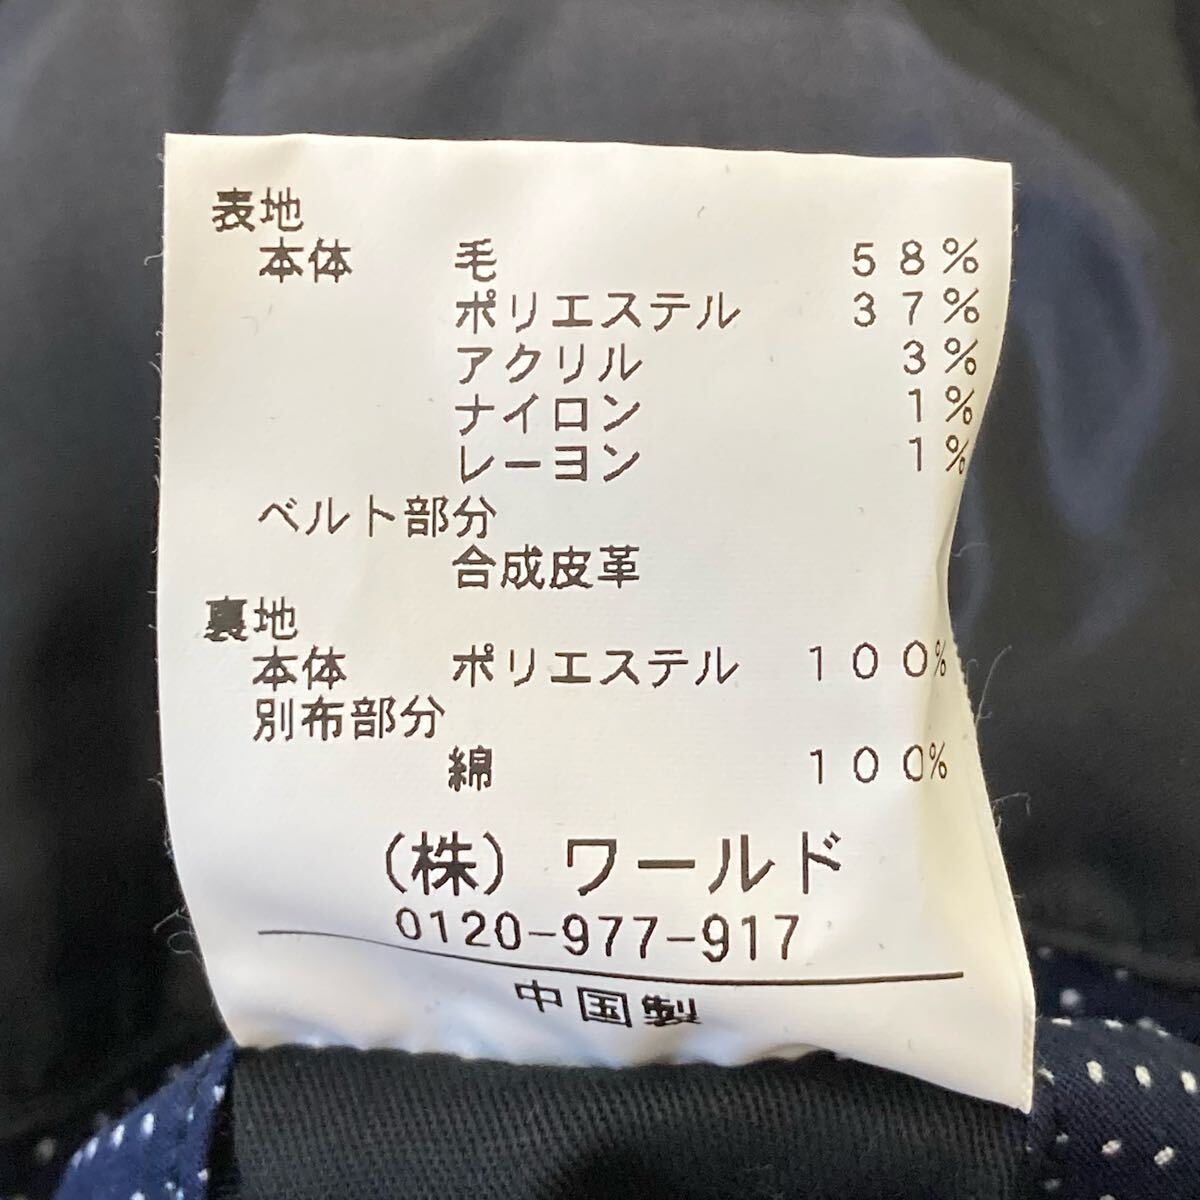 表地
本体 毛 58%
ポリエステル 37%
アクリル 3%
ナイロン 1%
レーヨン 1%
ベルト部分
合成皮革
裏地
本体 ポリエステル 100%
別布部分
綿 100%
(株) ワールド
0120-977-917
中国製